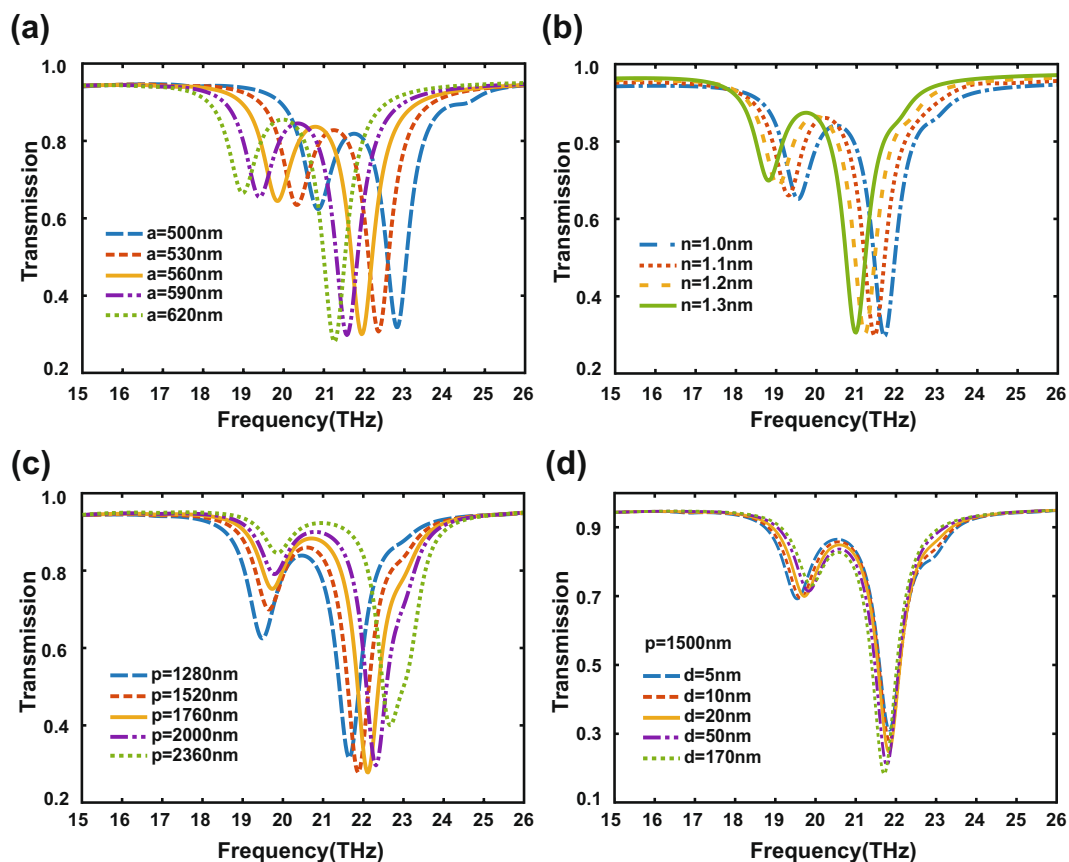 (a)
1.0
0.8
0.6
0.4
0.2
Transmission
a=500nm
a=530nm
a=560nm
a=590nm
a=620nm
15 16 17 18 19 20 21 22 23 24 25 26
Frequency(THz)
(b)
1.0
0.8
0.6
0.4
0.2
Transmission
n=1.0nm
n=1.1nm
n=1.2nm
n=1.3nm
15 16 17 18 19 20 21 22 23 24 25 26
Frequency(THz)
(c)
1.0
0.8
0.6
0.4
0.2
Transmission
p=1280nm
p=1520nm
p=1760nm
p=2000nm
p=2360nm
15 16 17 18 19 20 21 22 23 24 25 26
Frequency(THz)
(d)
0.9
0.7
0.5
0.3
0.1
Transmission
p=1500nm
d=5nm
d=10nm
d=20nm
d=50nm
d=170nm
15 16 17 18 19 20 21 22 23 24 25 26
Frequency(THz)